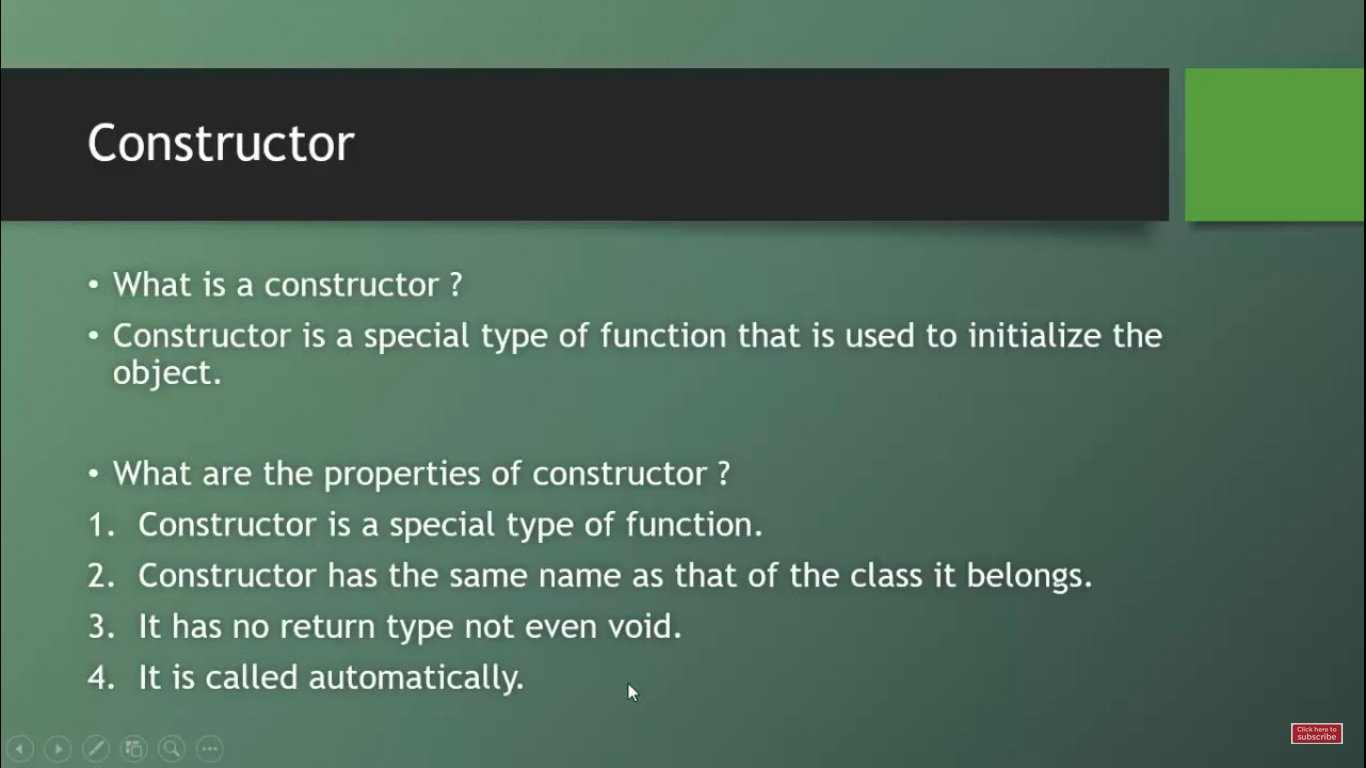 Constructor
• What is a constructor ?
• Constructor is a special type of function that is used to initialize the
object.
• What are the properties of constructor ?
1. Constructor is a special type of function.
2. Constructor has the same name as that of the class it belongs.
3. It has no return type not even void.
4. It is called automatically.
Click here to
subscribe